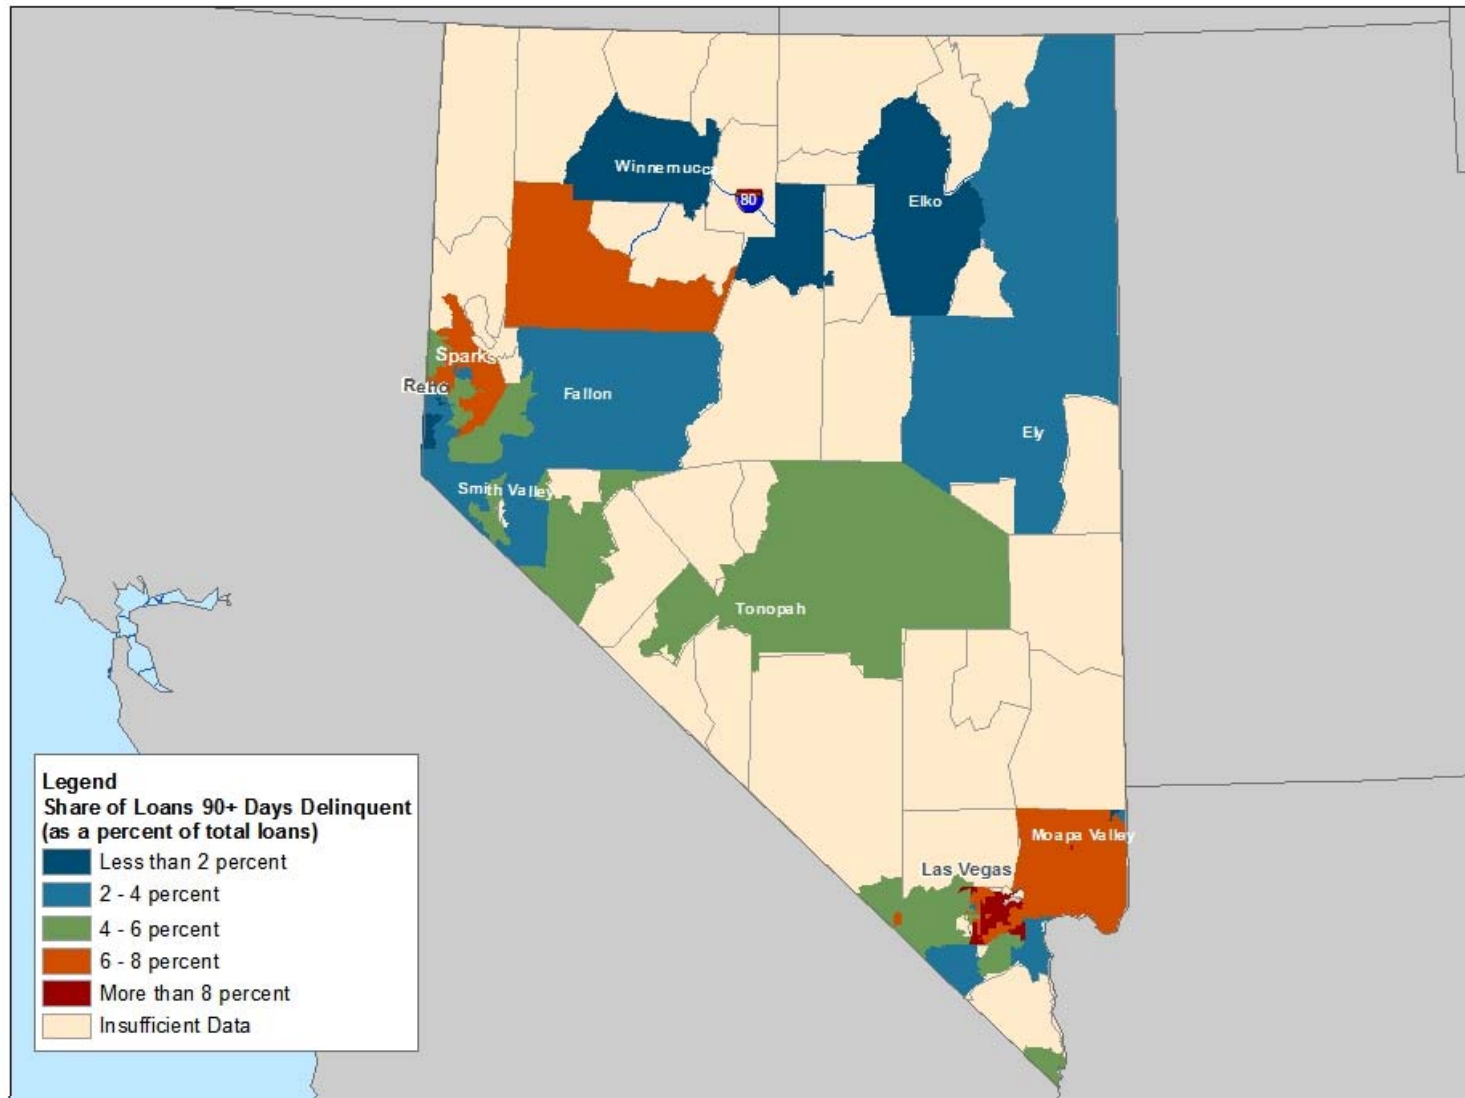 Winnemucca
80
Elko
Sparks
Reno
Fallon
Ely
Smith Valley
Tonopah
Moapa Valley
Las Vegas
Legend
Share of Loans 90+ Days Delinquent
(as a percent of total loans)
Less than 2 percent
2 - 4 percent
4 - 6 percent
6 - 8 percent
More than 8 percent
Insufficient Data